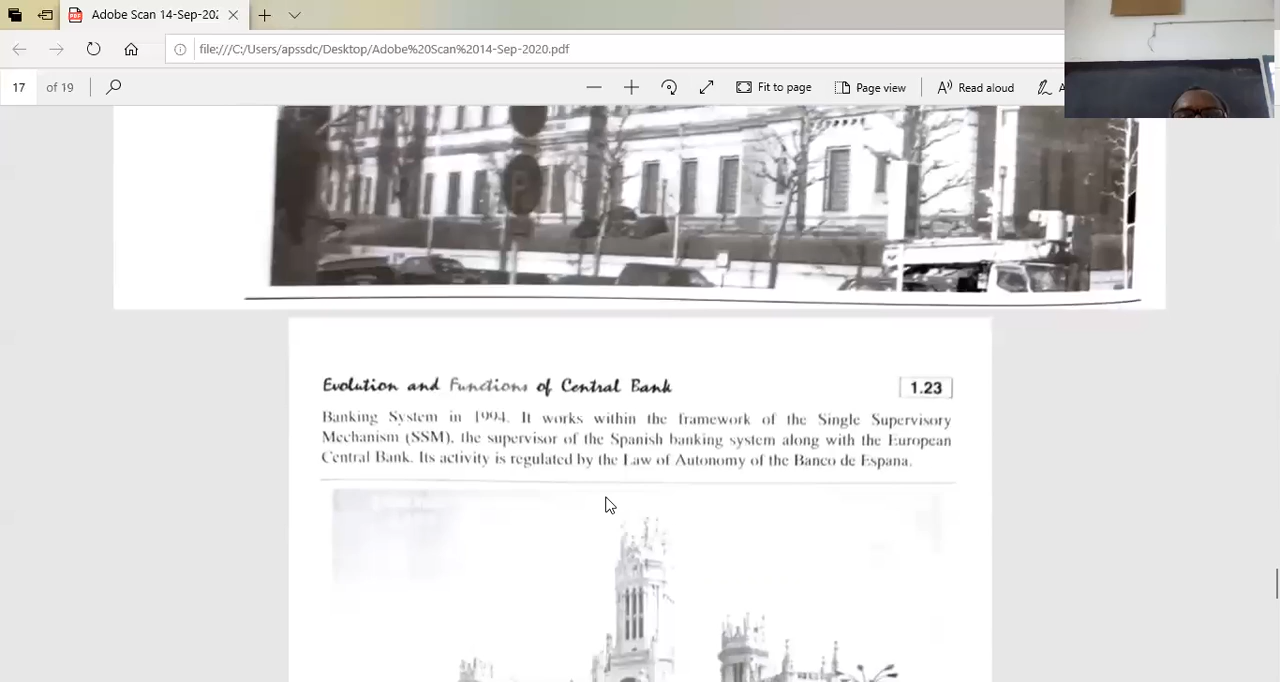 Adobe Scan 14-Sep-202
file:///C:/Users/apssdc/Desktop/Adobe%20Scan%2014-Sep-2020.pdf
17 of 19
Fit to page
Page view
Read aloud
Evolution and Functions of Central Bank
1.23
Banking System in 1994. It works within the framework of the Single Supervisory
Mechanism (SSM), the supervisor of the Spanish banking system along with the European
Central Bank. Its activity is regulated by the Law of Autonomy of the Banco de Espana.